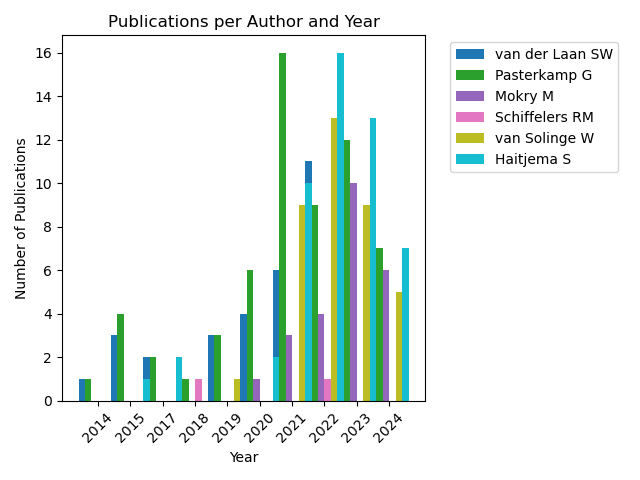 Publications per Author and Year
van der Laan SW
Pasterkamp G
Mokry M
Schiffelers RM
van Solinge W
Haitjema S
Number of Publications
16
14
12
10
8
6
4
2
0
2014
2015
2017
2018
2019
2020
2021
2022
2023
2024
Year